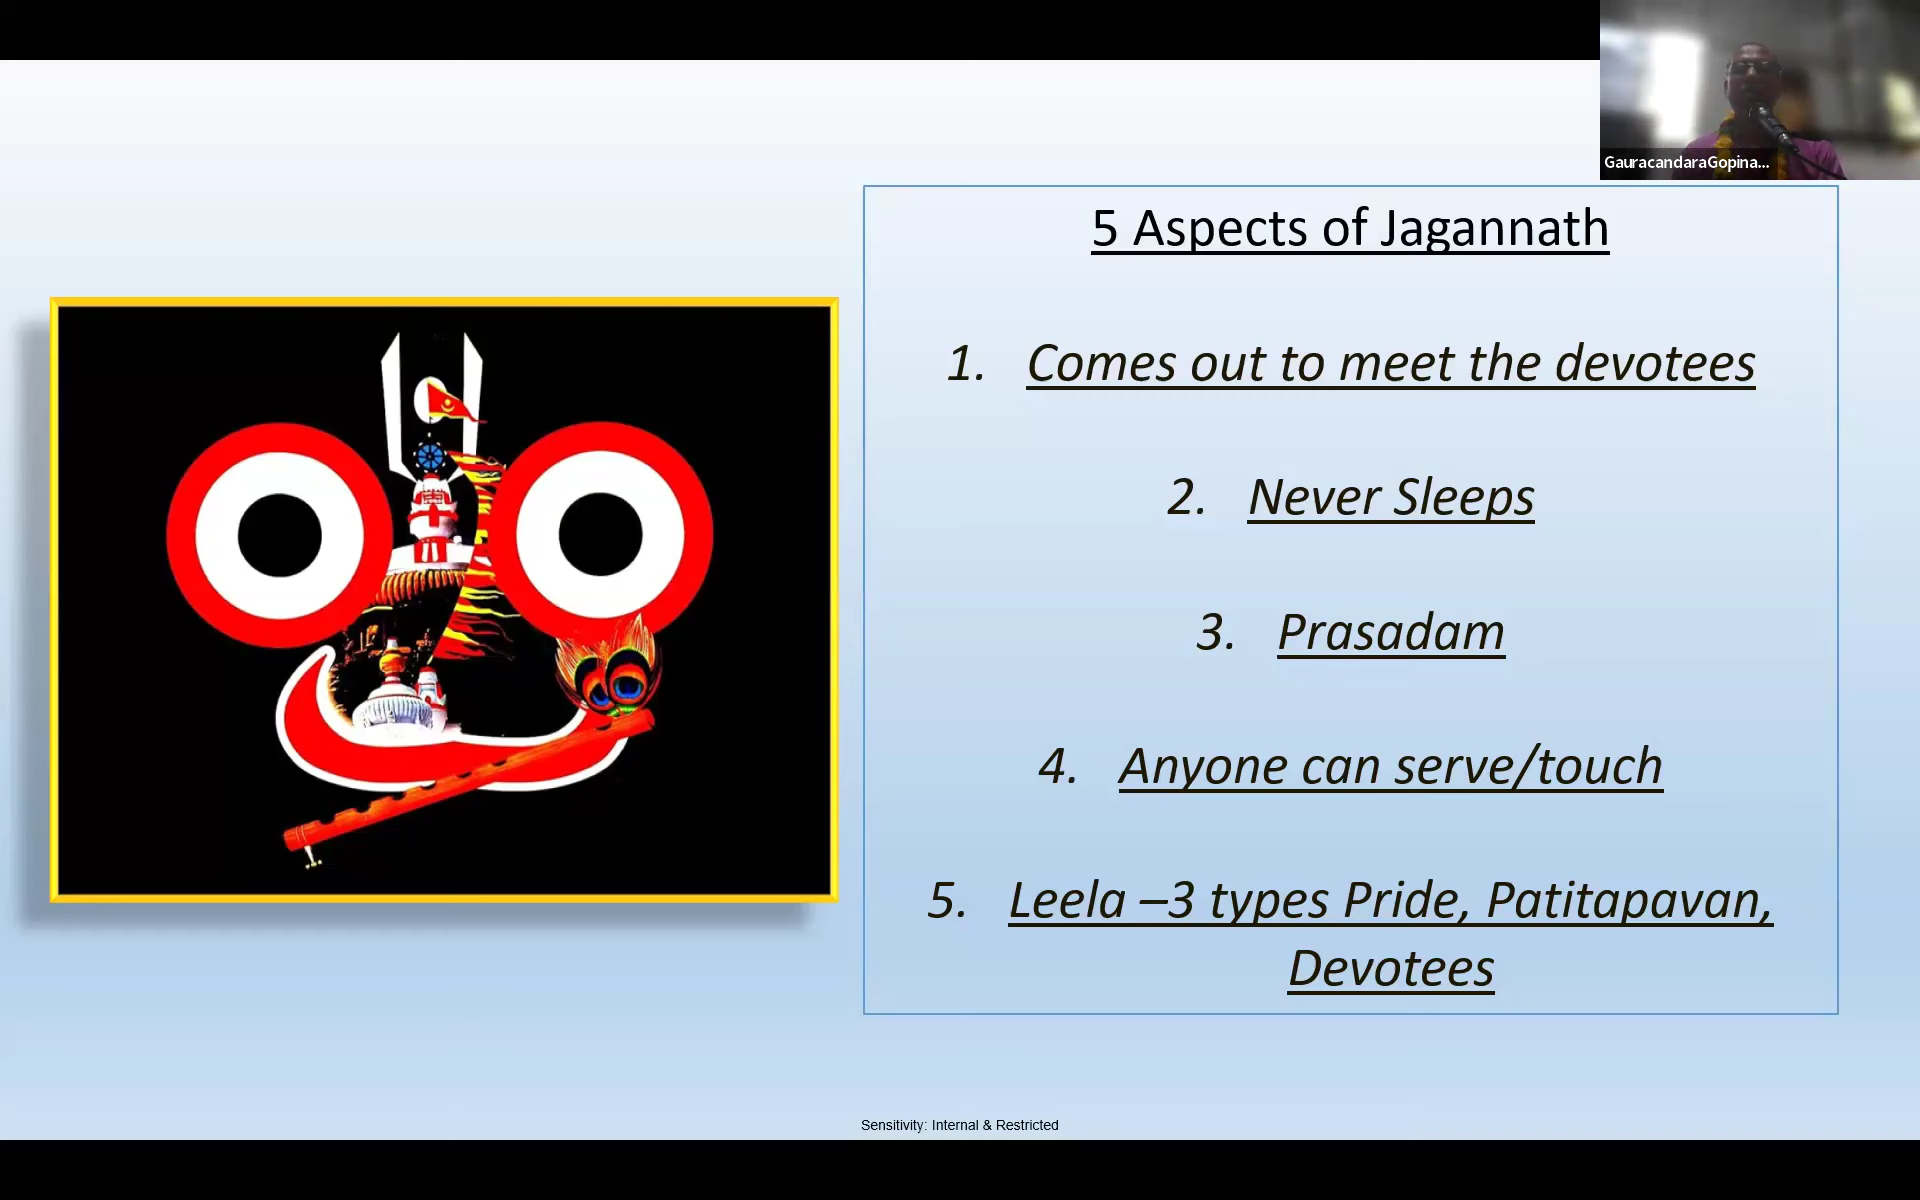 GauracandaraGopina...
5 Aspects of Jagannath
1. Comes out to meet the devotees
2. Never Sleeps
3. Prasadam
4. Anyone can serve/touch
5. Leela –3 types Pride, Patitapavan,
Devotees
Sensitivity: Internal & Restricted